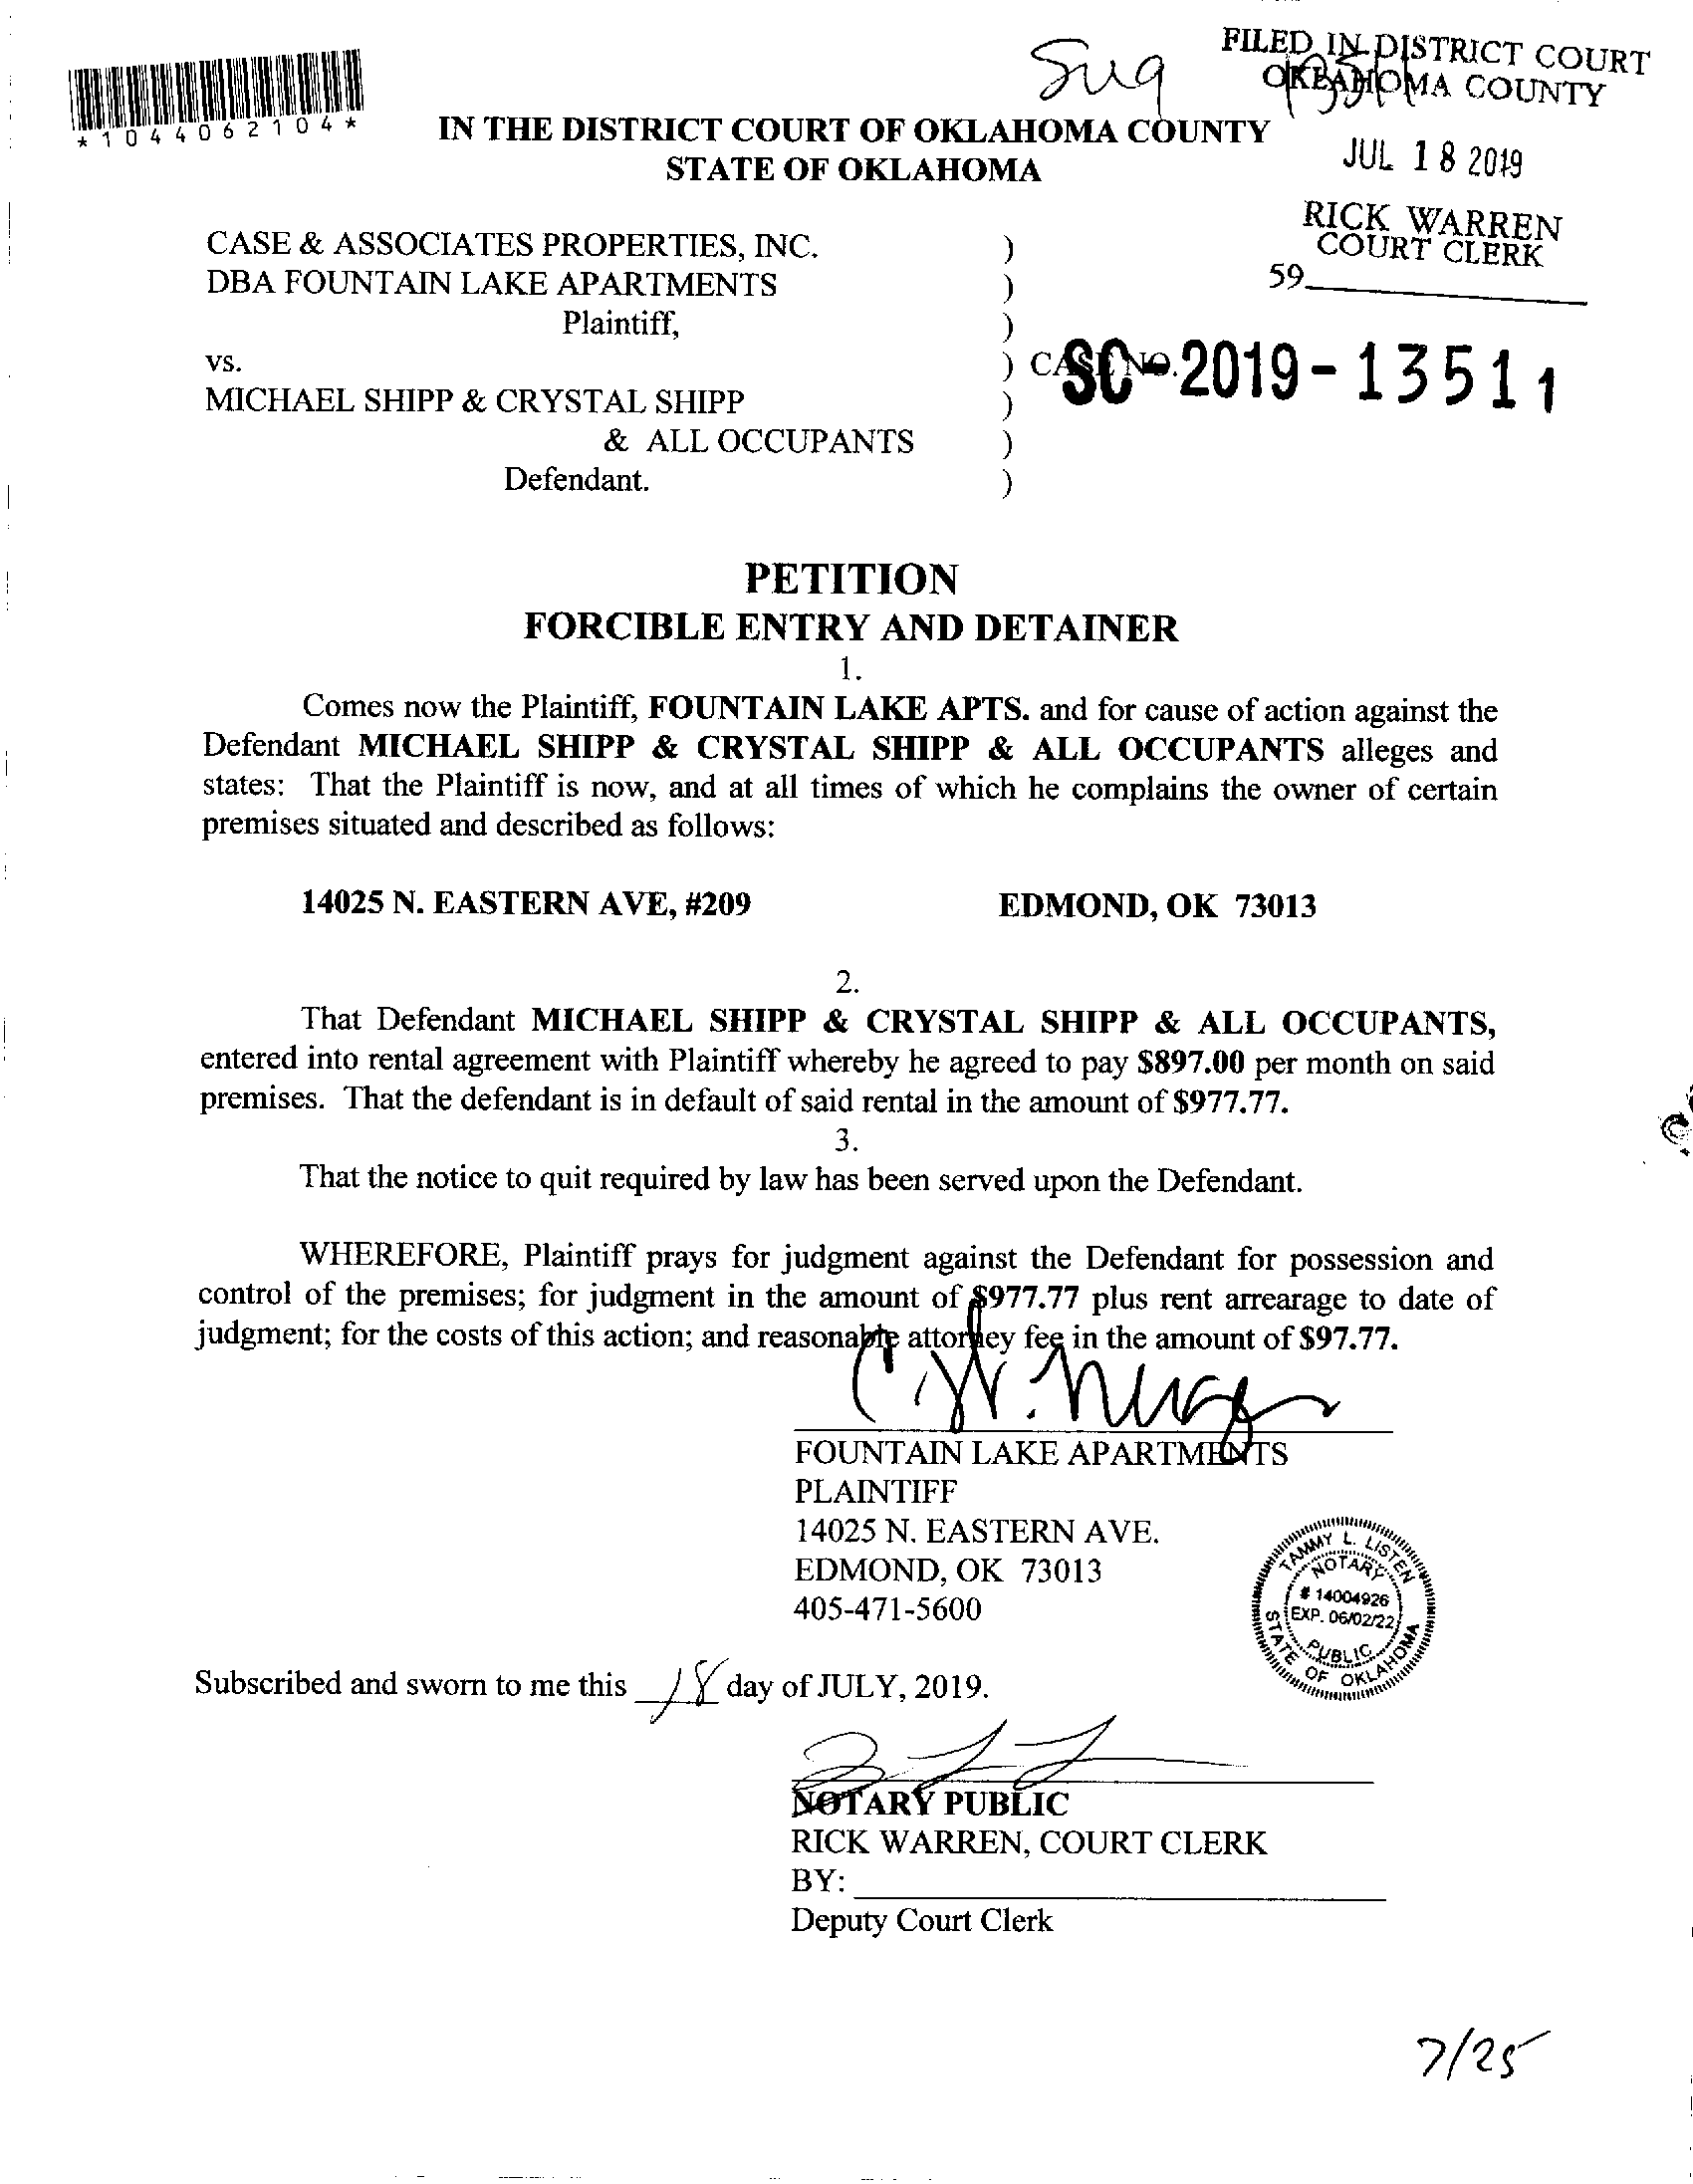 Sug
FILED IN DISTRICT COURT
OKLAHOMA COUNTY
*1044062104*
IN THE DISTRICT COURT OF OKLAHOMA COUNTY
STATE OF OKLAHOMA
JUL 18 2019
RICK WARREN
COURT CLERK
59
CASE & ASSOCIATES PROPERTIES, INC. )
DBA FOUNTAIN LAKE APARTMENTS )
Plaintiff, )
vs. ) CASE NO. SC-2019-13511
MICHAEL SHIPP & CRYSTAL SHIPP )
& ALL OCCUPANTS )
Defendant. )
PETITION
FORCIBLE ENTRY AND DETAINER
1.
Comes now the Plaintiff, FOUNTAIN LAKE APTS. and for cause of action against the
Defendant MICHAEL SHIPP & CRYSTAL SHIPP & ALL OCCUPANTS alleges and
states: That the Plaintiff is now, and at all times of which he complains the owner of certain
premises situated and described as follows:
14025 N. EASTERN AVE, #209 EDMOND, OK 73013
2.
That Defendant MICHAEL SHIPP & CRYSTAL SHIPP & ALL OCCUPANTS,
entered into rental agreement with Plaintiff whereby he agreed to pay $897.00 per month on said
premises. That the defendant is in default of said rental in the amount of $977.77.
3.
That the notice to quit required by law has been served upon the Defendant.
WHEREFORE, Plaintiff prays for judgment against the Defendant for possession and
control of the premises; for judgment in the amount of $977.77 plus rent arrearage to date of
judgment; for the costs of this action; and reasonable attorney fee in the amount of $97.77.
FOUNTAIN LAKE APARTMENTS
PLAINTIFF
14025 N. EASTERN AVE.
EDMOND, OK 73013
405-471-5600
TAMMY L. LISTEN
NOTARY
# 14004926
EXP. 06/02/22
PUBLIC
STATE OF OKLAHOMA
Subscribed and sworn to me this 18 day of JULY, 2019.
NOTARY PUBLIC
RICK WARREN, COURT CLERK
BY:
Deputy Court Clerk
7/25